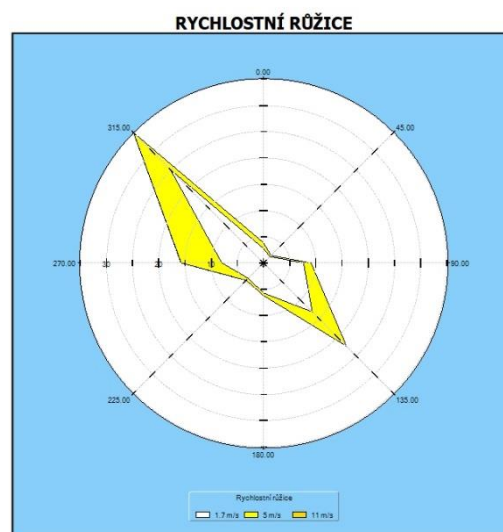 RYCHLOSTNÍ RŮŽICE
0.00
315.00
45.00
270.00
30
20
10
90.00
225.00
135.00
180.00
Rychlostní růžice
1.7 m/s
5 m/s
11 m/s